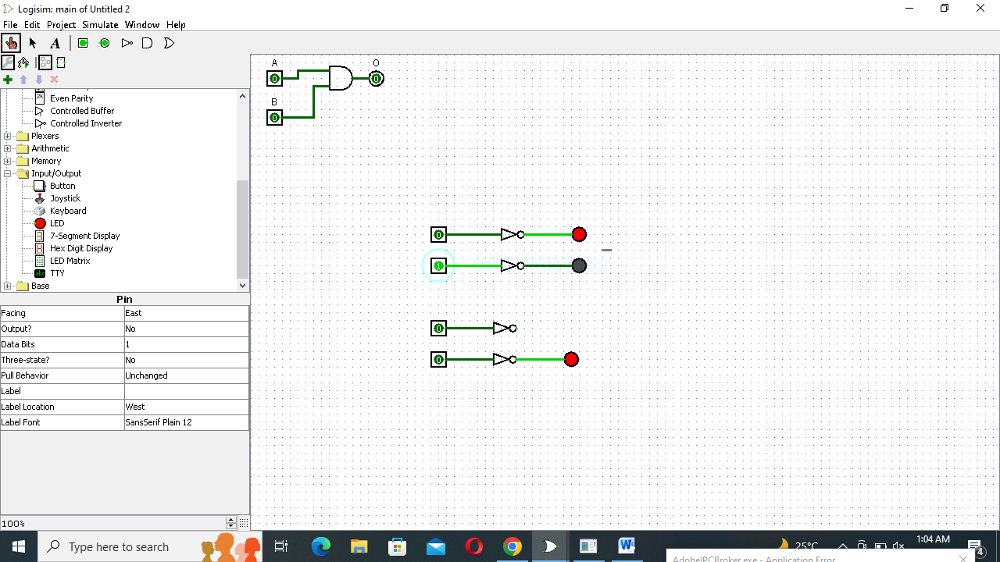 Logisim: main of Untitled 2
File Edit Project Simulate Window Help
A
A O
B
Even Parity
Controlled Buffer
Controlled Inverter
Plexers
Arithmetic
Memory
Input/Output
Button
Joystick
Keyboard
LED
7-Segment Display
Hex Digit Display
LED Matrix
TTY
Base
0 0
0
0
1
0
0
Pin
Facing East
Output? No
Data Bits 1
Three-state? No
Pull Behavior Unchanged
Label
Label Location West
Label Font SansSerif Plain 12
100%
Type here to search
25°C
1:04 AM
4
AdobeIPCBroker.exe - Application Error